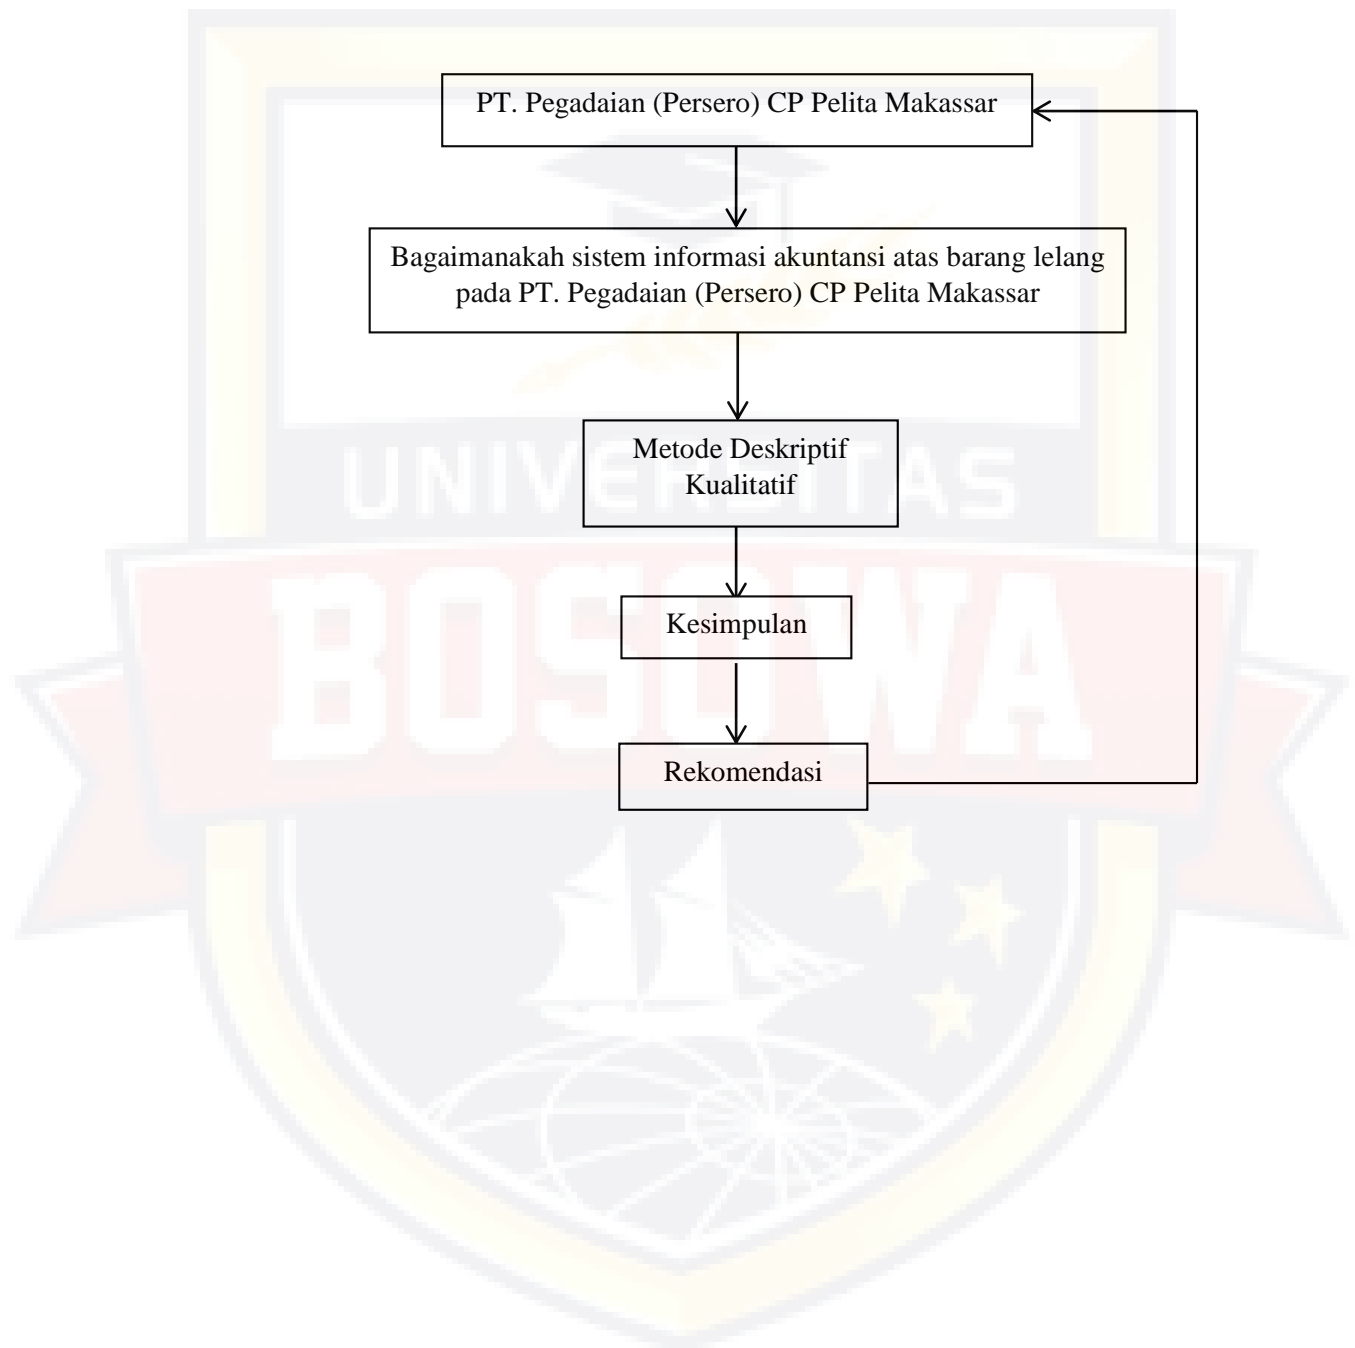 PT. Pegadaian (Persero) CP Pelita Makassar
Bagaimanakah sistem informasi akuntansi atas barang lelang
pada PT. Pegadaian (Persero) CP Pelita Makassar
Metode Deskriptif
Kualitatif
Kesimpulan
Rekomendasi
UNIVERSITAS
BOSOWA